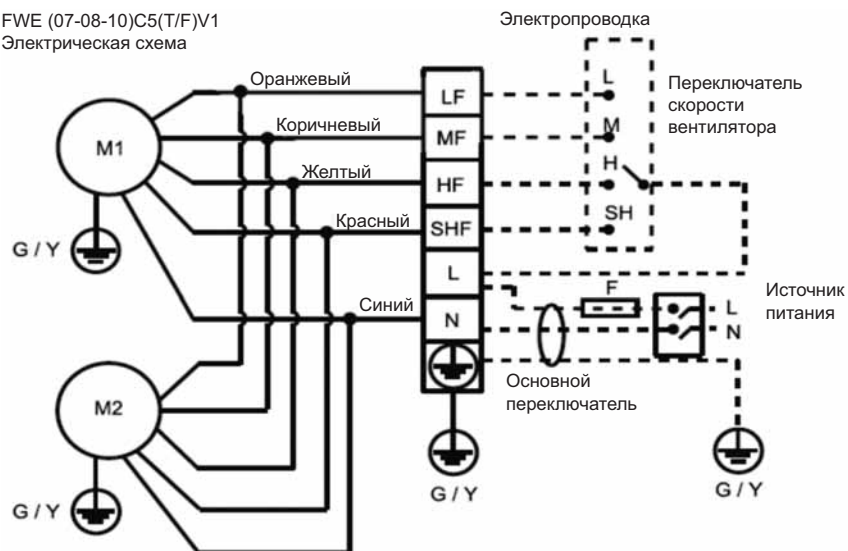 FWE (07-08-10)C5(T/F)V1
Электрическая схема
Электропроводка
Оранжевый
Коричневый
Желтый
Красный
Синий
M1
G / Y
M2
G / Y
LF
MF
HF
SHF
L
N
G / Y
L
M
H
SH
Переключатель
скорости
вентилятора
F
L
N
Источник
питания
Основной
переключатель
G / Y